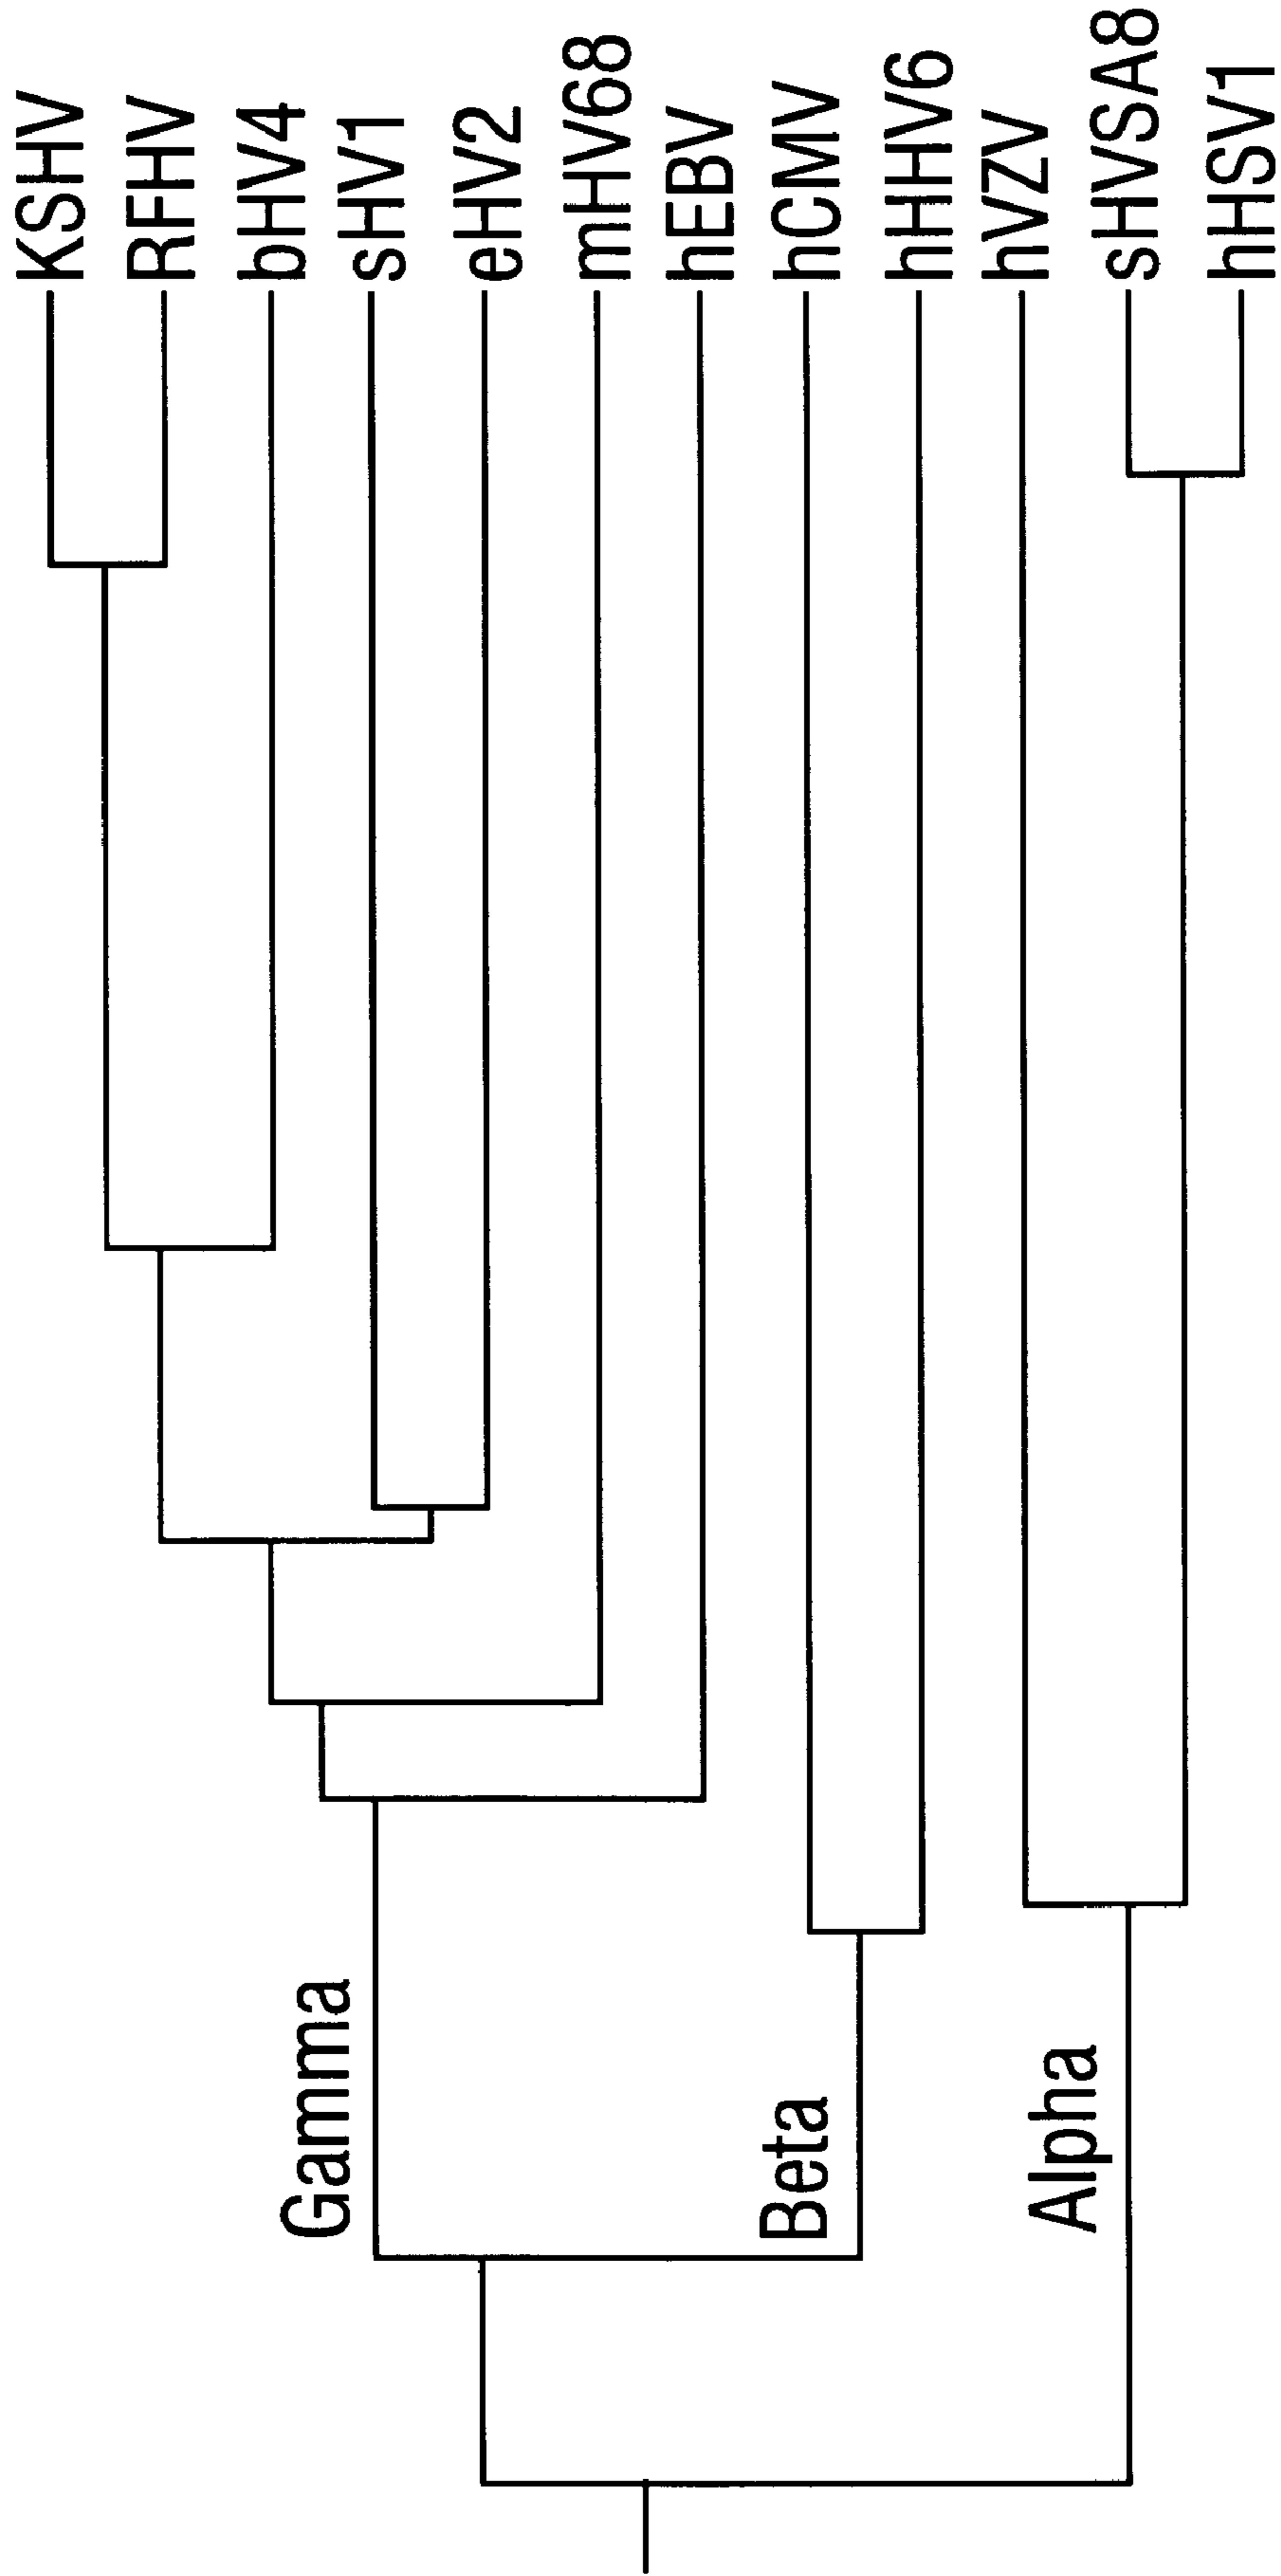 KSHV
RFHV
bHV4
sHV1
eHV2
mHV68
hEBV
hCMV
hHHV6
hVZV
sHVSA8
hHSV1
Gamma
Beta
Alpha